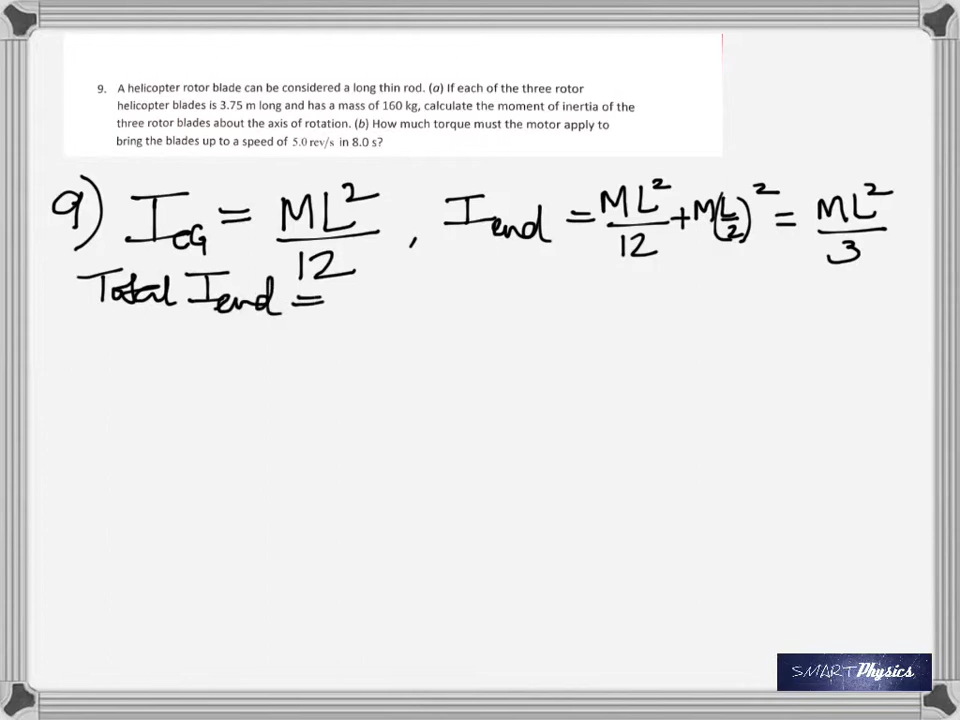 9. A helicopter rotor blade can be considered a long thin rod. (a) If each of the three rotor
helicopter blades is 3.75 m long and has a mass of 160 kg, calculate the moment of inertia of the
three rotor blades about the axis of rotation. (b) How much torque must the motor apply to
bring the blades up to a speed of 5.0 rev/s in 8.0 s?
a) I_CG = ML²/12 , I_end = ML²/12 + M(L/2)² = ML²/3
Total I_end =
SMARTPhysics